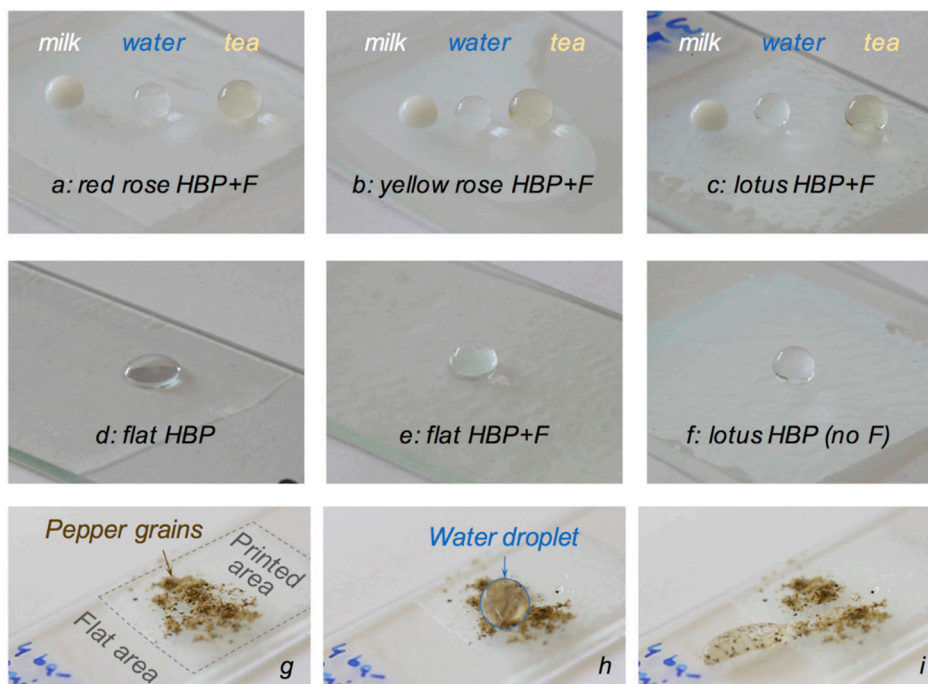 milk water tea
a: red rose HBP+F
milk water tea
b: yellow rose HBP+F
milk water tea
c: lotus HBP+F
d: flat HBP
e: flat HBP+F
f: lotus HBP (no F)
Pepper grains
Printed
area
Flat area
g
Water droplet
h
i